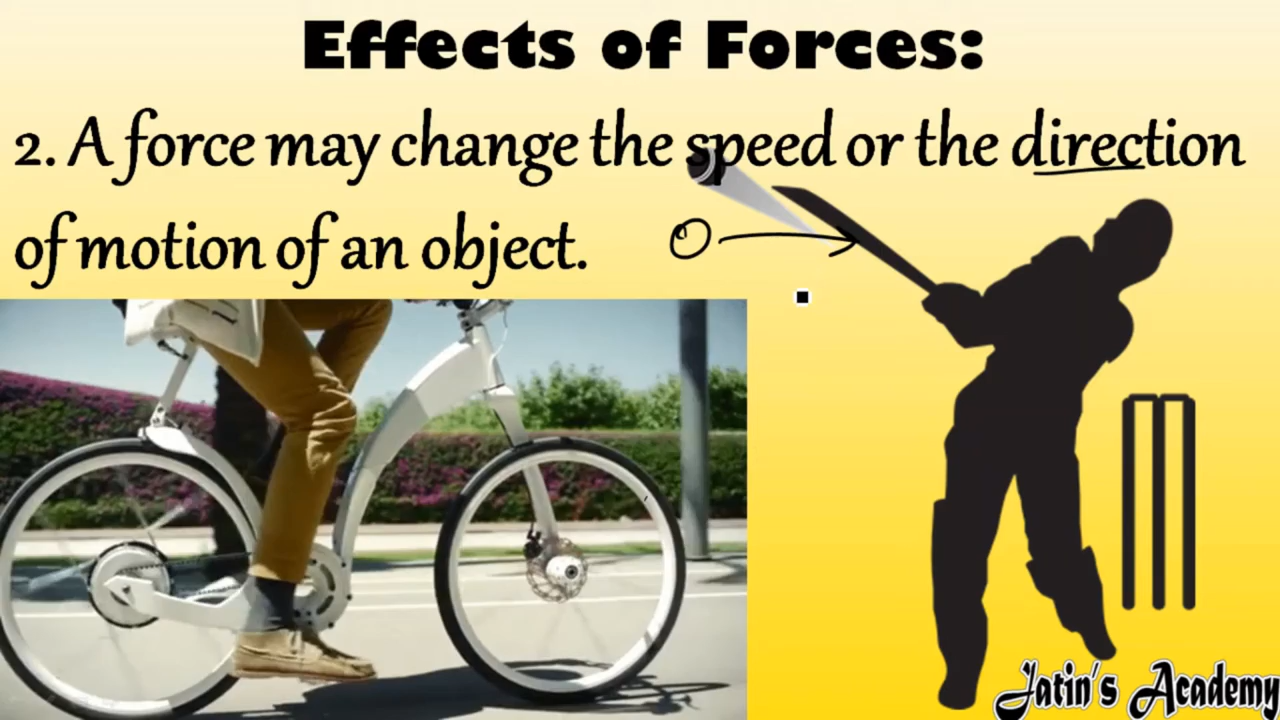 Effects of Forces:
2. A force may change the speed or the direction
of motion of an object.
Jatin's Academy